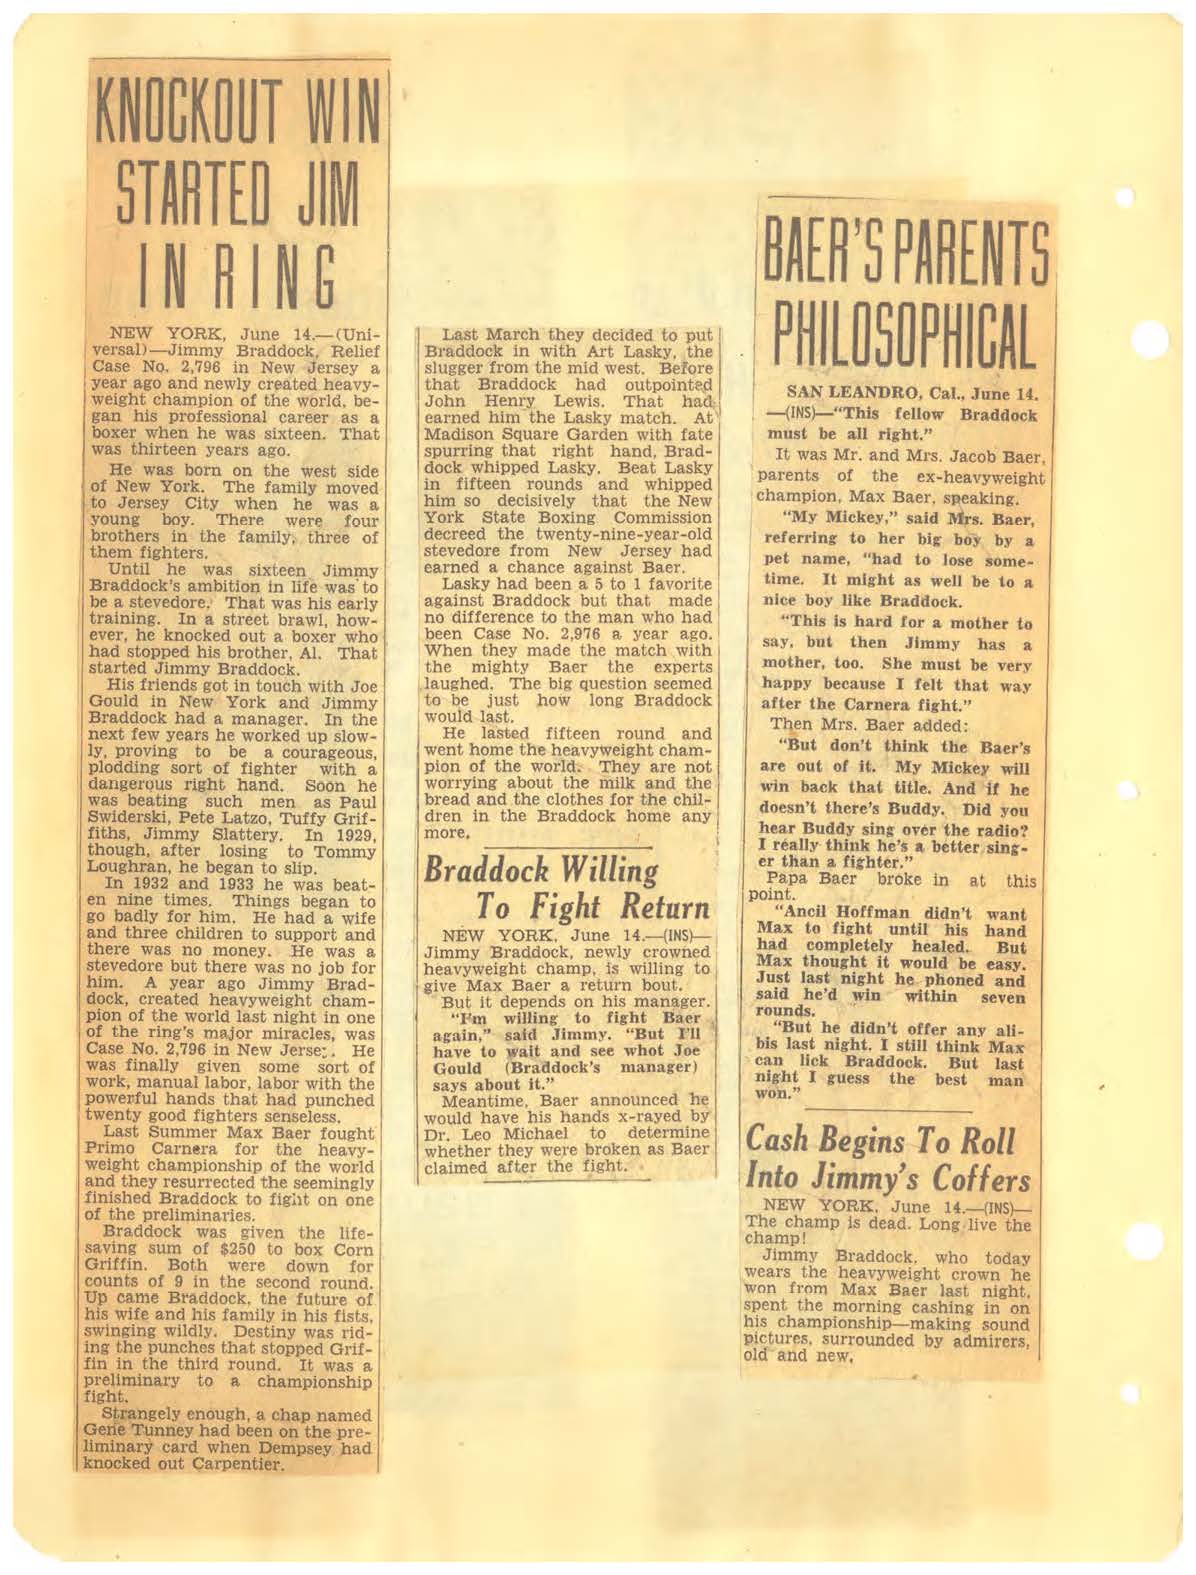 KNOCKOUT WIN
STARTED JIM
IN RING
NEW YORK, June 14.—(Uni-
versal)—Jimmy Braddock, Relief
Case No. 2,796 in New Jersey a
year ago and newly created heavy-
weight champion of the world, be-
gan his professional career as a
boxer when he was sixteen. That
was thirteen years ago.
He was born on the west side
of New York. The family moved
to Jersey City when he was a
young boy. There were four
brothers in the family, three of
them fighters.
Until he was sixteen Jimmy
Braddock's ambition in life was to
be a stevedore. That was his early
training. In a street brawl, how-
ever, he knocked out a boxer who
had stopped his brother, Al. That
started Jimmy Braddock.
His friends got in touch with Joe
Gould in New York and Jimmy
Braddock had a manager. In the
next few years he worked up slow-
ly, proving to be a courageous,
plodding sort of fighter with a
dangerous right hand. Soon he
was beating such men as Paul
Swiderski, Pete Latzo, Tuffy Grif-
fiths, Jimmy Slattery. In 1929,
though, after losing to Tommy
Loughran, he began to slip.
In 1932 and 1933 he was beat-
en nine times. Things began to
go badly for him. He had a wife
and three children to support and
there was no money. He was a
stevedore but there was no job for
him. A year ago Jimmy Brad-
dock, created heavyweight cham-
pion of the world last night in one
of the ring's major miracles, was
Case No. 2,796 in New Jersey. He
was finally given some sort of
work, manual labor, labor with the
powerful hands that had punched
twenty good fighters senseless.
Last Summer Max Baer fought
Primo Carnera for the heavy-
weight championship of the world
and they resurrected the seemingly
finished Braddock to fight on one
of the preliminaries.
Braddock was given the life-
saving sum of $250 to box Corn
Griffin. Both were down for
counts of 9 in the second round.
Up came Braddock, the future of
his wife and his family in his fists,
swinging wildly. Destiny was rid-
ing the punches that stopped Grif-
fin in the third round. It was a
preliminary to a championship
fight.
Strangely enough, a chap named
Gene Tunney had been on the pre-
liminary card when Dempsey had
knocked out Carpentier.
Last March they decided to put
Braddock in with Art Lasky, the
slugger from the mid west. Before
that Braddock had outpointed
John Henry Lewis. That had
earned him the Lasky match. At
Madison Square Garden with fate
spurring that right hand, Brad-
dock whipped Lasky. Beat Lasky
in fifteen rounds and whipped
him so decisively that the New
York State Boxing Commission
decreed the twenty-nine-year-old
stevedore from New Jersey had
earned a chance against Baer.
Lasky had been a 5 to 1 favorite
against Braddock but that made
no difference to the man who had
been Case No. 2,976 a year ago.
When they made the match with
the mighty Baer the experts
laughed. The big question seemed
to be just how long Braddock
would last.
He lasted fifteen round and
went home the heavyweight cham-
pion of the world. They are not
worrying about the milk and the
bread and the clothes for the chil-
dren in the Braddock home any
more.
Braddock Willing
To Fight Return
NEW YORK, June 14.—(INS)—
Jimmy Braddock, newly crowned
heavyweight champ, is willing to
give Max Baer a return bout.
But it depends on his manager.
"I'm willing to fight Baer
again," said Jimmy. "But I'll
have to wait and see whot Joe
Gould (Braddock's manager)
says about it."
Meantime, Baer announced he
would have his hands x-rayed by
Dr. Leo Michael to determine
whether they were broken as Baer
claimed after the fight.
BAER'S PARENTS
PHILOSOPHICAL
SAN LEANDRO, Cal., June 14.
—(INS)—"This fellow Braddock
must be all right."
It was Mr. and Mrs. Jacob Baer,
parents of the ex-heavyweight
champion, Max Baer, speaking.
"My Mickey," said Mrs. Baer,
referring to her big boy by a
pet name, "had to lose some-
time. It might as well be to a
nice boy like Braddock.
"This is hard for a mother to
say, but then Jimmy has a
mother, too. She must be very
happy because I felt that way
after the Carnera fight."
Then Mrs. Baer added:
"But don't think the Baer's
are out of it. My Mickey will
win back that title. And if he
doesn't there's Buddy. Did you
hear Buddy sing over the radio?
I really think he's a better sing-
er than a fighter."
Papa Baer broke in at this
point.
"Ancil Hoffman didn't want
Max to fight until his hand
had completely healed. But
Max thought it would be easy.
Just last night he phoned and
said he'd win within seven
rounds.
"But he didn't offer any ali-
bis last night. I still think Max
can lick Braddock. But last
night I guess the best man
won."
Cash Begins To Roll
Into Jimmy's Coffers
NEW YORK, June 14.—(INS)—
The champ is dead. Long live the
champ!
Jimmy Braddock, who today
wears the heavyweight crown he
won from Max Baer last night,
spent the morning cashing in on
his championship—making sound
pictures, surrounded by admirers,
old and new.